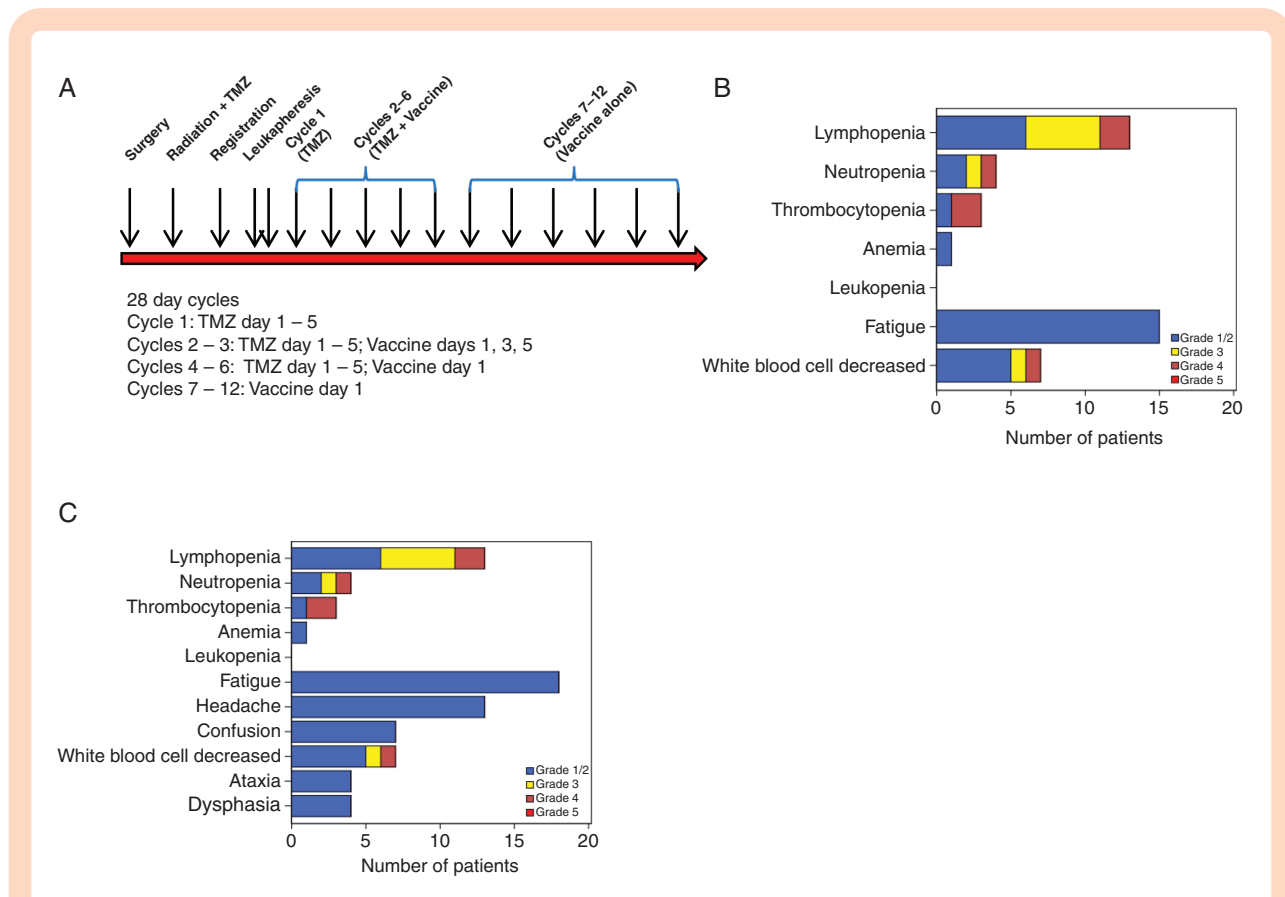 A
Surgery
Radiation + TMZ
Registration
Leukapheresis
Cycle 1
(TMZ)
Cycles 2–6
(TMZ + Vaccine)
Cycles 7–12
(Vaccine alone)
28 day cycles
Cycle 1: TMZ day 1 – 5
Cycles 2 – 3: TMZ day 1 – 5; Vaccine days 1, 3, 5
Cycles 4 – 6: TMZ day 1 – 5; Vaccine day 1
Cycles 7 – 12: Vaccine day 1
B
Lymphopenia
Neutropenia
Thrombocytopenia
Anemia
Leukopenia
Fatigue
White blood cell decreased
Grade 1/2
Grade 3
Grade 4
Grade 5
0 5 10 15 20
Number of patients
C
Lymphopenia
Neutropenia
Thrombocytopenia
Anemia
Leukopenia
Fatigue
Headache
Confusion
White blood cell decreased
Ataxia
Dysphasia
Grade 1/2
Grade 3
Grade 4
Grade 5
0 5 10 15 20
Number of patients